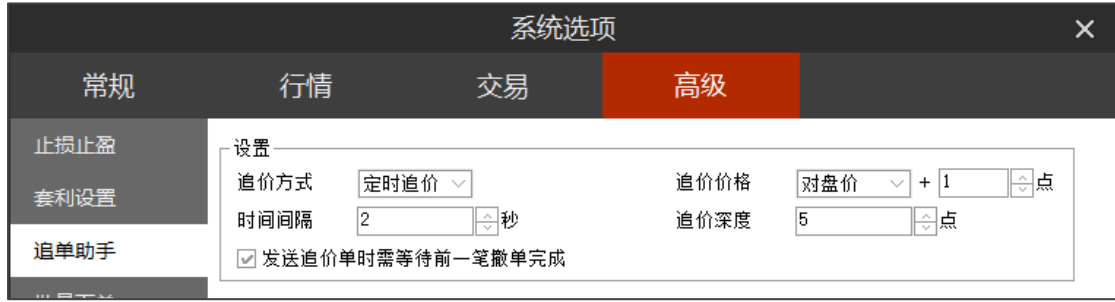 系统选项
常规 行情 交易 高级
止损止盈
套利设置
追单助手
设置
追价方式 定时追价 追价价格 对盘价 + 1 点
时间间隔 2 秒 追价深度 5 点
发送追价单时需等待前一笔撤单完成